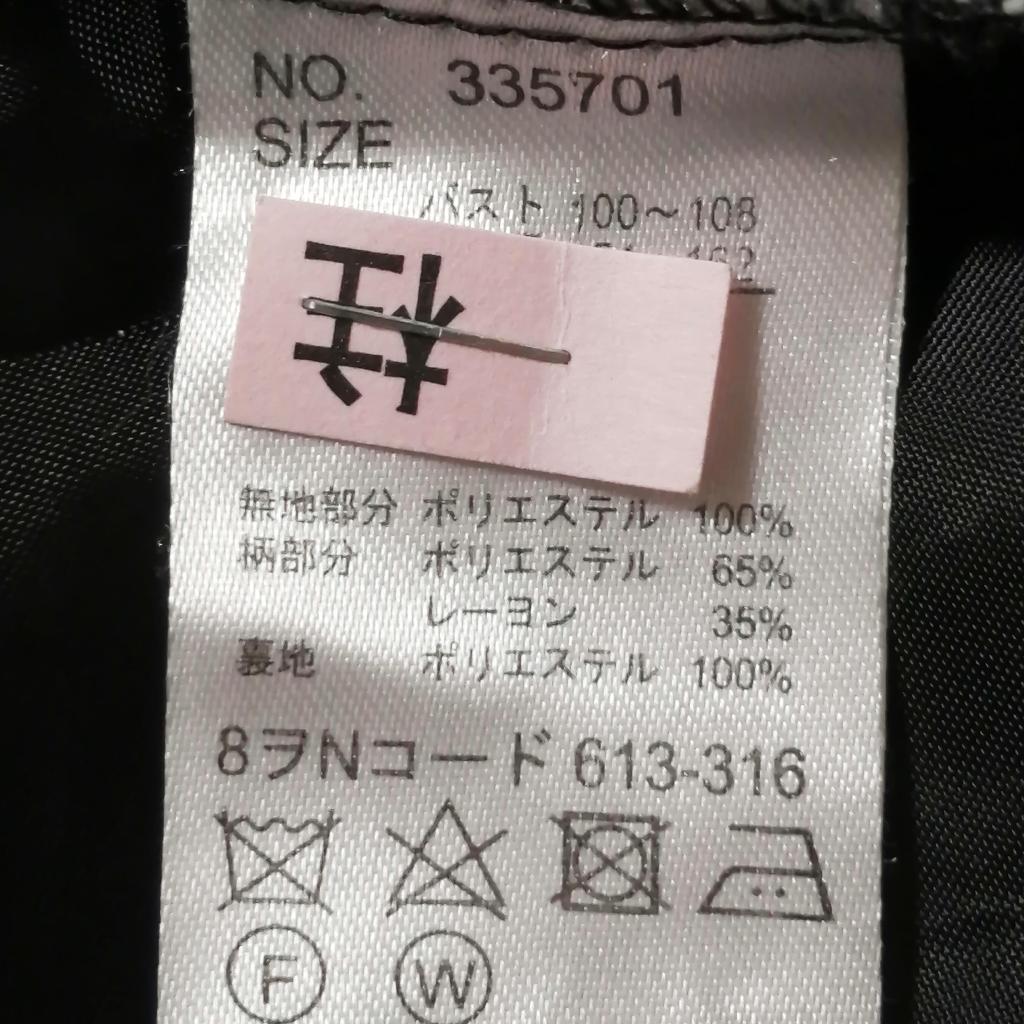 NO. 335701
SIZE
バスト 100～108
162
無地部分 ポリエステル 100%
柄部分 ポリエステル 65%
レーヨン 35%
裏地 ポリエステル 100%
8ヲNコード 613-316
F W